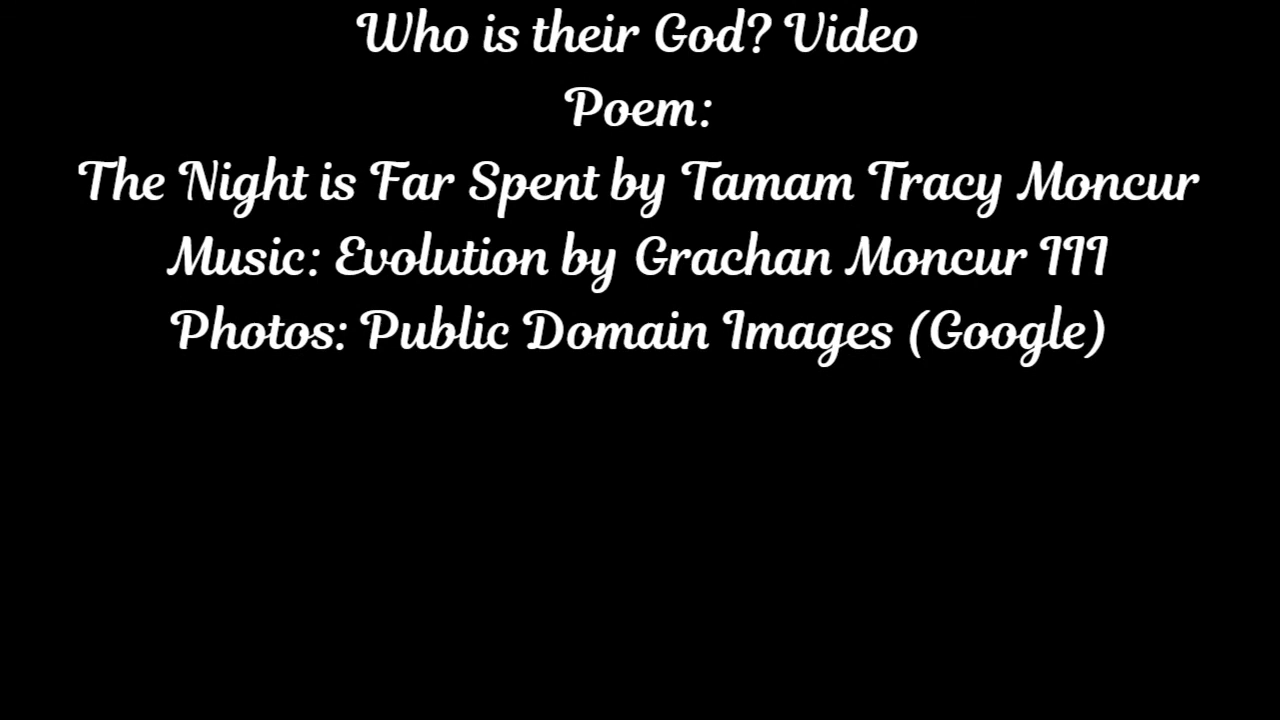 Who is their God? Video
Poem:
The Night is Far Spent by Tamam Tracy Moncur
Music: Evolution by Grachan Moncur III
Photos: Public Domain Images (Google)